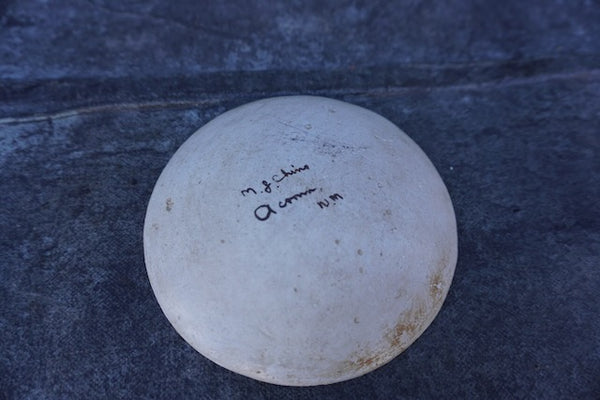 M. J. Chino
Acoma, N.M